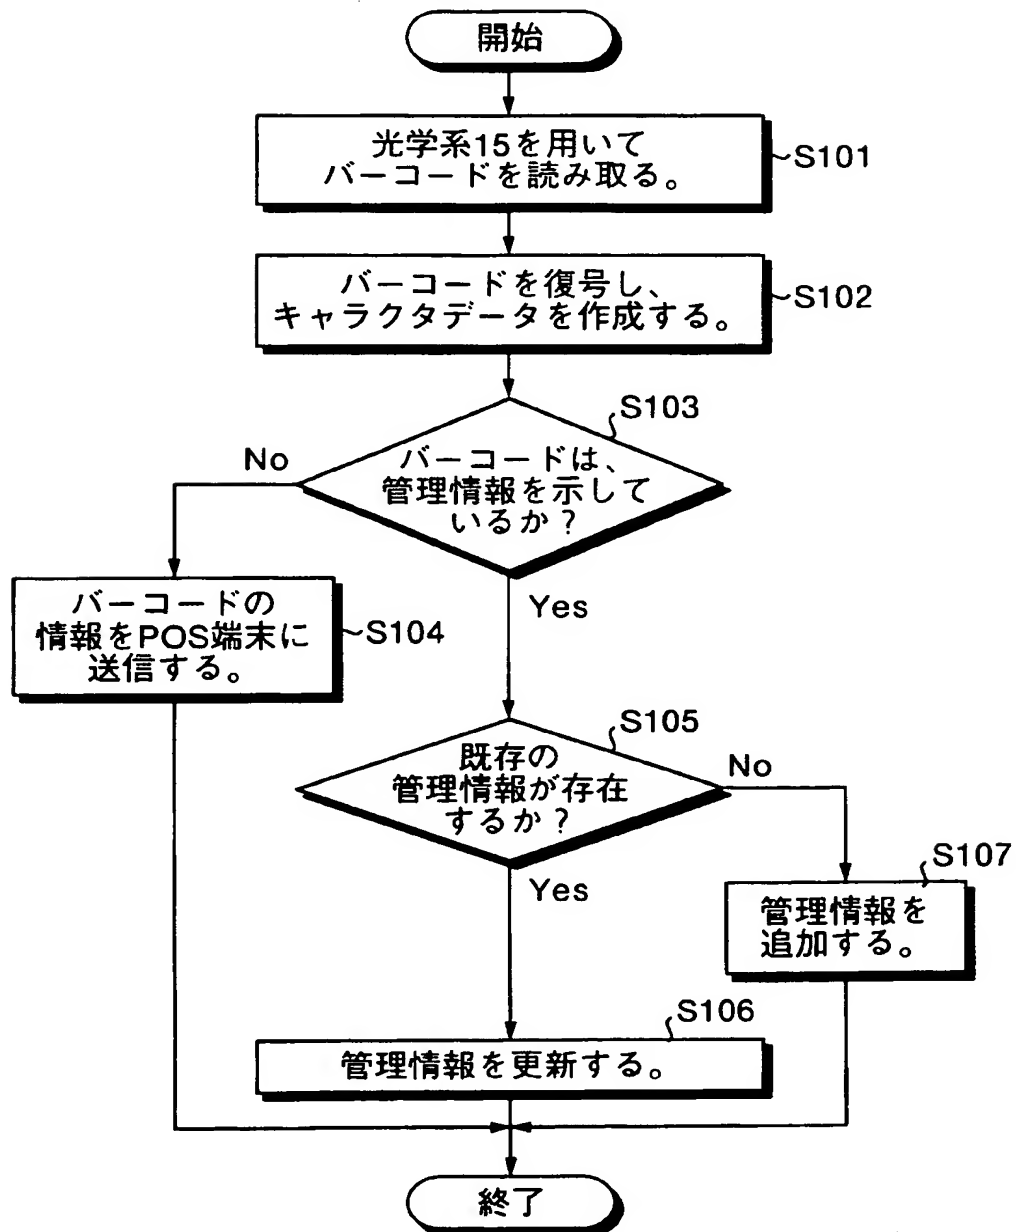 開始
光学系15を用いて
バーコードを読み取る。
S101
バーコードを復号し、
キャラクタデータを作成する。
S102
S103
バーコードは、
管理情報を示して
いるか？
No
Yes
バーコードの
情報をPOS端末に
送信する。
S104
S105
既存の
管理情報が存在
するか？
No
Yes
S107
管理情報を
追加する。
S106
管理情報を更新する。
終了